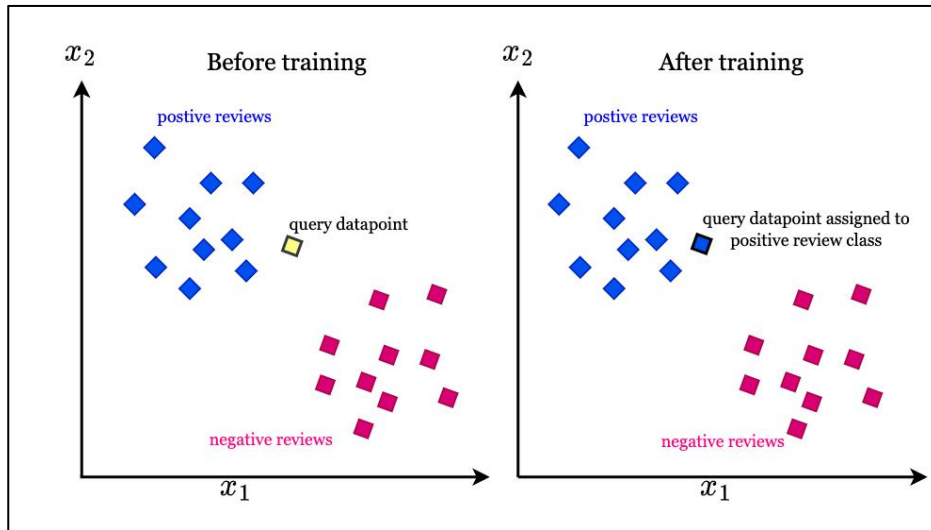 x₂
Before training
postive reviews
query datapoint
negative reviews
x₁
x₂
After training
postive reviews
query datapoint assigned to
positive review class
negative reviews
x₁